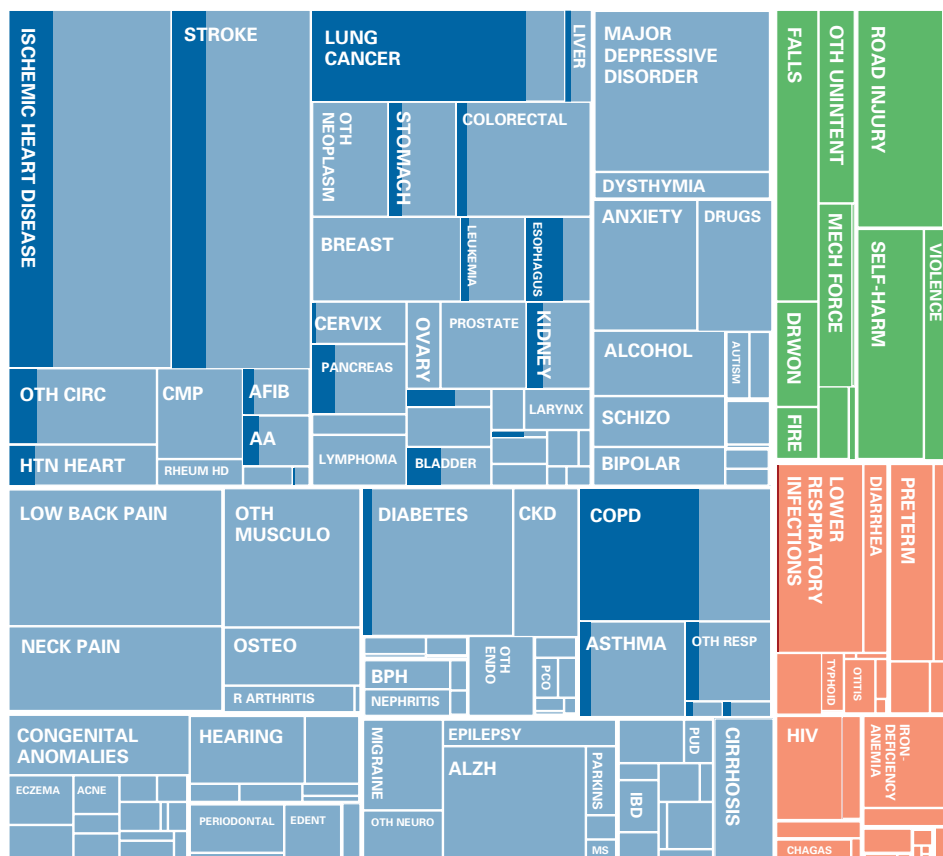 ISCHEMIC HEART DISEASE
STROKE
LUNG
CANCER
LIVER
OTH
NEOPLASM
STOMACH
COLORECTAL
BREAST
LEUKEMIA
ESOPHAGUS
CERVIX
PANCREAS
OVARY
PROSTATE
KIDNEY
LARYNX
LYMPHOMA
BLADDER
OTH CIRC
CMP
AFIB
AA
HTN HEART
RHEUM HD
MAJOR
DEPRESSIVE
DISORDER
DYSTHYMIA
ANXIETY
DRUGS
ALCOHOL
AUTISM
SCHIZO
BIPOLAR
FALLS
OTH UNINTENT
ROAD INJURY
MECH FORCE
SELF-HARM
VIOLENCE
DRWON
FIRE
LOW BACK PAIN
OTH
MUSCULO
NECK PAIN
OSTEO
R ARTHRITIS
DIABETES
CKD
BPH
NEPHRITIS
OTH
ENDO
PCO
COPD
ASTHMA
OTH RESP
LOWER
RESPIRATORY
INFECTIONS
DIARRHEA
PRETERM
TYPHOID
OTITIS
CONGENITAL
ANOMALIES
HEARING
ECZEMA
ACNE
PERIODONTAL
EDENT
MIGRAINE
EPILEPSY
ALZH
OTH NEURO
PARKINS
MS
IBD
PUD
CIRRHOSIS
HIV
IRON-
DEFICIENCY
ANEMIA
CHAGAS